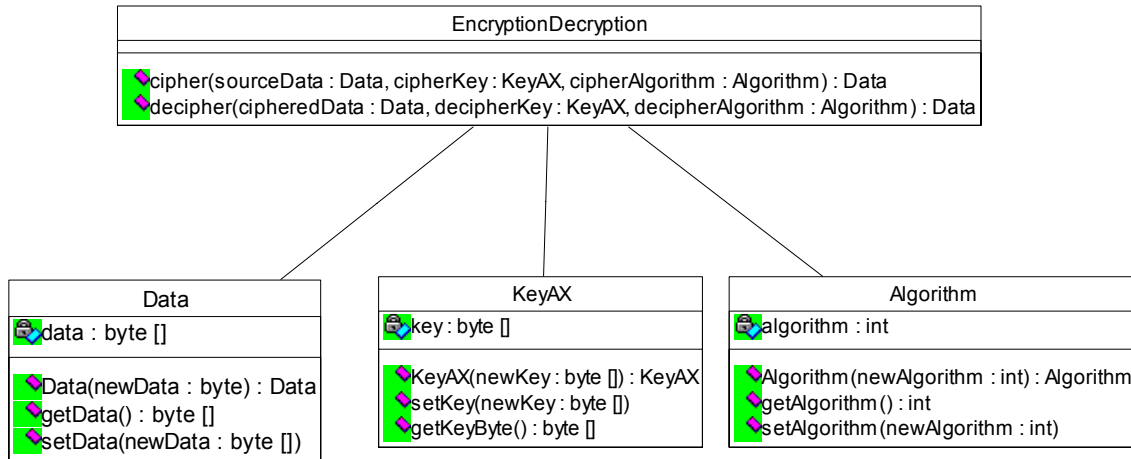 EncryptionDecryption
cipher(sourceData : Data, cipherKey : KeyAX, cipherAlgorithm : Algorithm) : Data
decipher(cipheredData : Data, decipherKey : KeyAX, decipherAlgorithm : Algorithm) : Data
Data
data : byte []
Data(newData : byte) : Data
getData() : byte []
setData(newData : byte [])
KeyAX
key : byte []
KeyAX(newKey : byte []) : KeyAX
setKey(newKey : byte [])
getKeyByte() : byte []
Algorithm
algorithm : int
Algorithm(newAlgorithm : int) : Algorithm
getAlgorithm() : int
setAlgorithm(newAlgorithm : int)